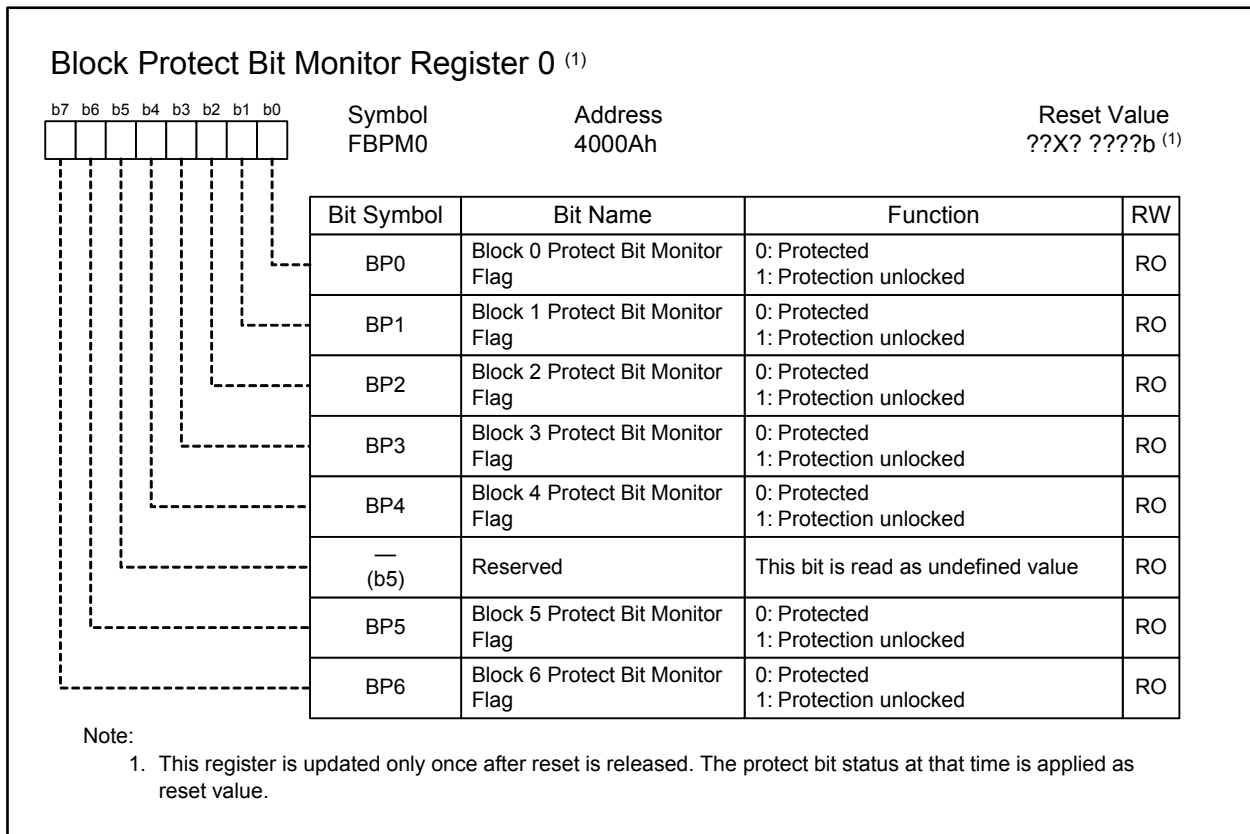 Block Protect Bit Monitor Register 0 (1)
b7 b6 b5 b4 b3 b2 b1 b0
Symbol Address Reset Value
FBPM0 4000Ah ??X? ????b (1)
Bit Symbol Bit Name Function RW
BP0 Block 0 Protect Bit Monitor Flag 0: Protected
1: Protection unlocked RO
BP1 Block 1 Protect Bit Monitor Flag 0: Protected
1: Protection unlocked RO
BP2 Block 2 Protect Bit Monitor Flag 0: Protected
1: Protection unlocked RO
BP3 Block 3 Protect Bit Monitor Flag 0: Protected
1: Protection unlocked RO
BP4 Block 4 Protect Bit Monitor Flag 0: Protected
1: Protection unlocked RO
— (b5) Reserved This bit is read as undefined value RO
BP5 Block 5 Protect Bit Monitor Flag 0: Protected
1: Protection unlocked RO
BP6 Block 6 Protect Bit Monitor Flag 0: Protected
1: Protection unlocked RO
Note:
1. This register is updated only once after reset is released. The protect bit status at that time is applied as
reset value.